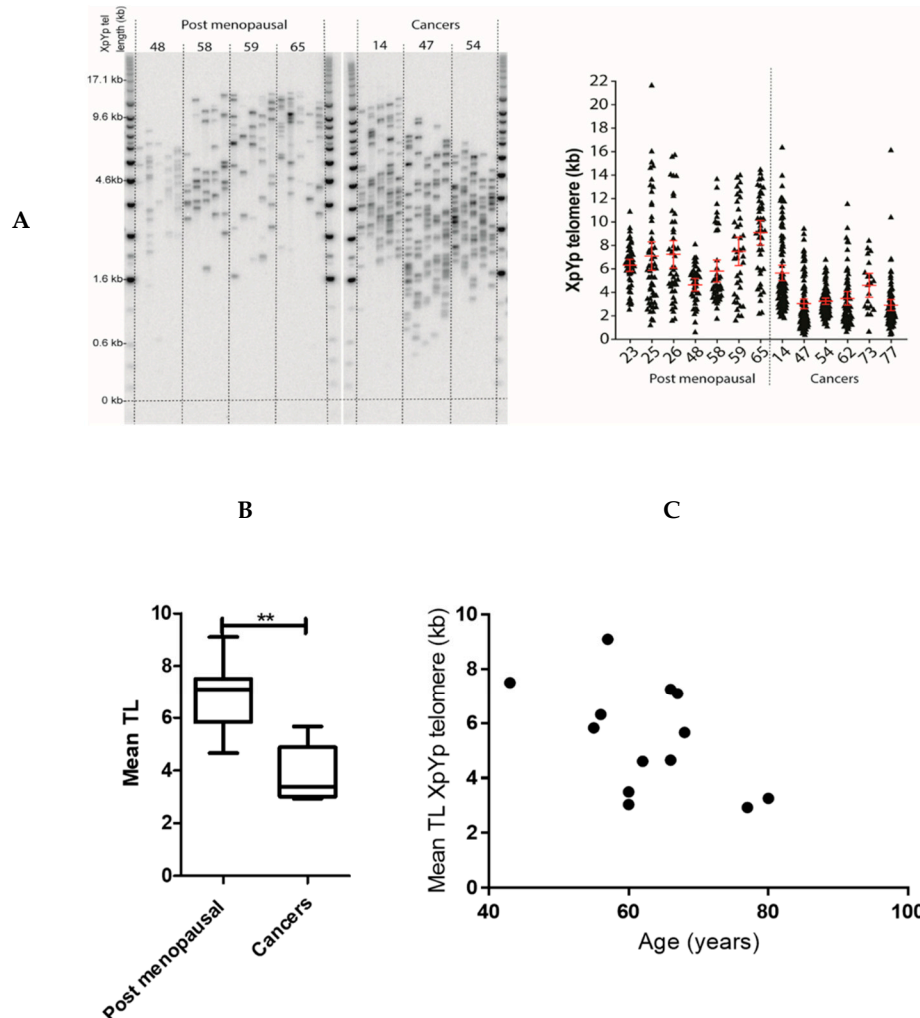 A
XpYp tel
length (kb)
Post menopausal
48 58 59 65
Cancers
14 47 54
17.1 kb
9.6 kb
4.6 kb
1.6 kb
0.6 kb
0 kb
XpYp telomere (kb)
22
20
18
16
14
12
10
8
6
4
2
0
23 25 26 48 58 59 65 14 47 54 62 73 77
Post menopausal Cancers
B
Mean TL
10
8
6
4
2
0
**
Post menopausal
Cancers
C
Mean TL XpYp telomere (kb)
10
8
6
4
2
0
40 60 80 100
Age (years)